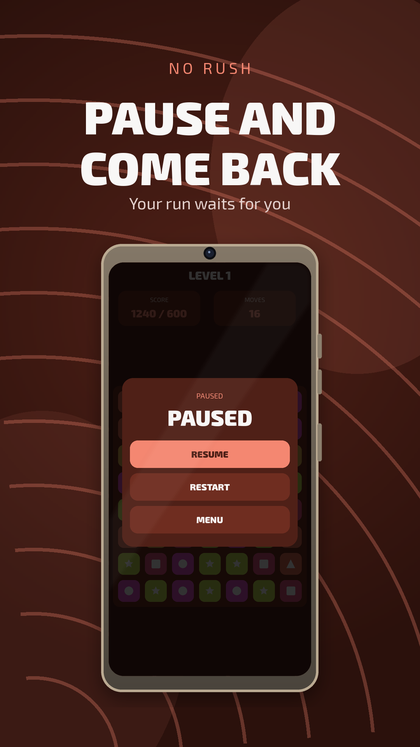 NO RUSH
PAUSE AND
COME BACK
Your run waits for you
LEVEL 1
SCORE
MOVES
1240 / 600
16
PAUSED
PAUSED
RESUME
RESTART
MENU